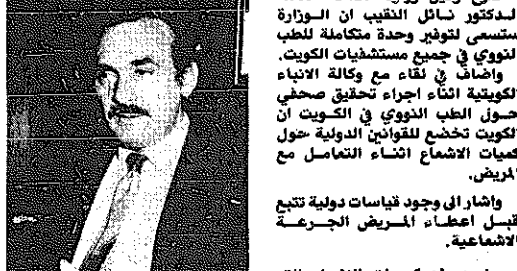 الدكتور نائل النقيب ان الوزارة
ستسعى لتوفير وحدة متكاملة للطب
النووي في جميع مستشفيات الكويت.
واضاف في لقاء مع وكالة الانباء
الكويتية اثناء اجراء تحقيق صحفي
حول الطب النووي في الكويت ان
الكويت تخضع للقوانين الدولية حول
كميات الاشعاع اثناء التعامل مع
المريض.
واشار الى وجود قياسات دولية تتبع
قبل اعطاء المريض الجرعة
الاشعاعية.